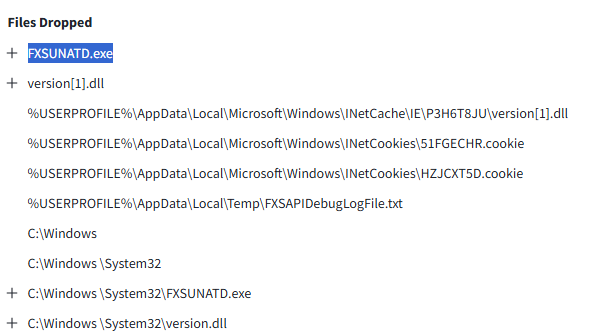 Files Dropped
+ FXSUNATD.exe
+ version[1].dll
%USERPROFILE%\AppData\Local\Microsoft\Windows\INetCache\IE\P3H6T8JU\version[1].dll
%USERPROFILE%\AppData\Local\Microsoft\Windows\INetCookies\51FGECHR.cookie
%USERPROFILE%\AppData\Local\Microsoft\Windows\INetCookies\HZJCXT5D.cookie
%USERPROFILE%\AppData\Local\Temp\FXSAPIDebugLogFile.txt
C:\Windows
C:\Windows \System32
+ C:\Windows \System32\FXSUNATD.exe
+ C:\Windows \System32\version.dll